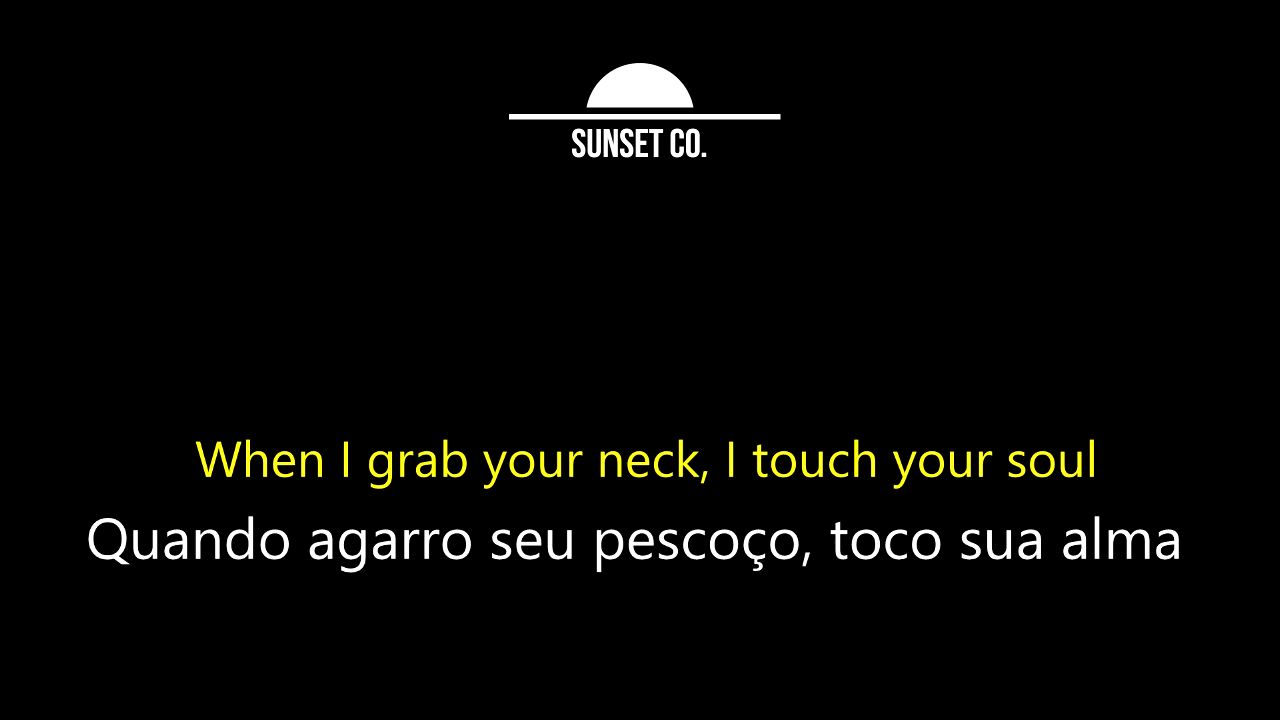 SUNSET CO.
When I grab your neck, I touch your soul
Quando agarro seu pescoço, toco sua alma